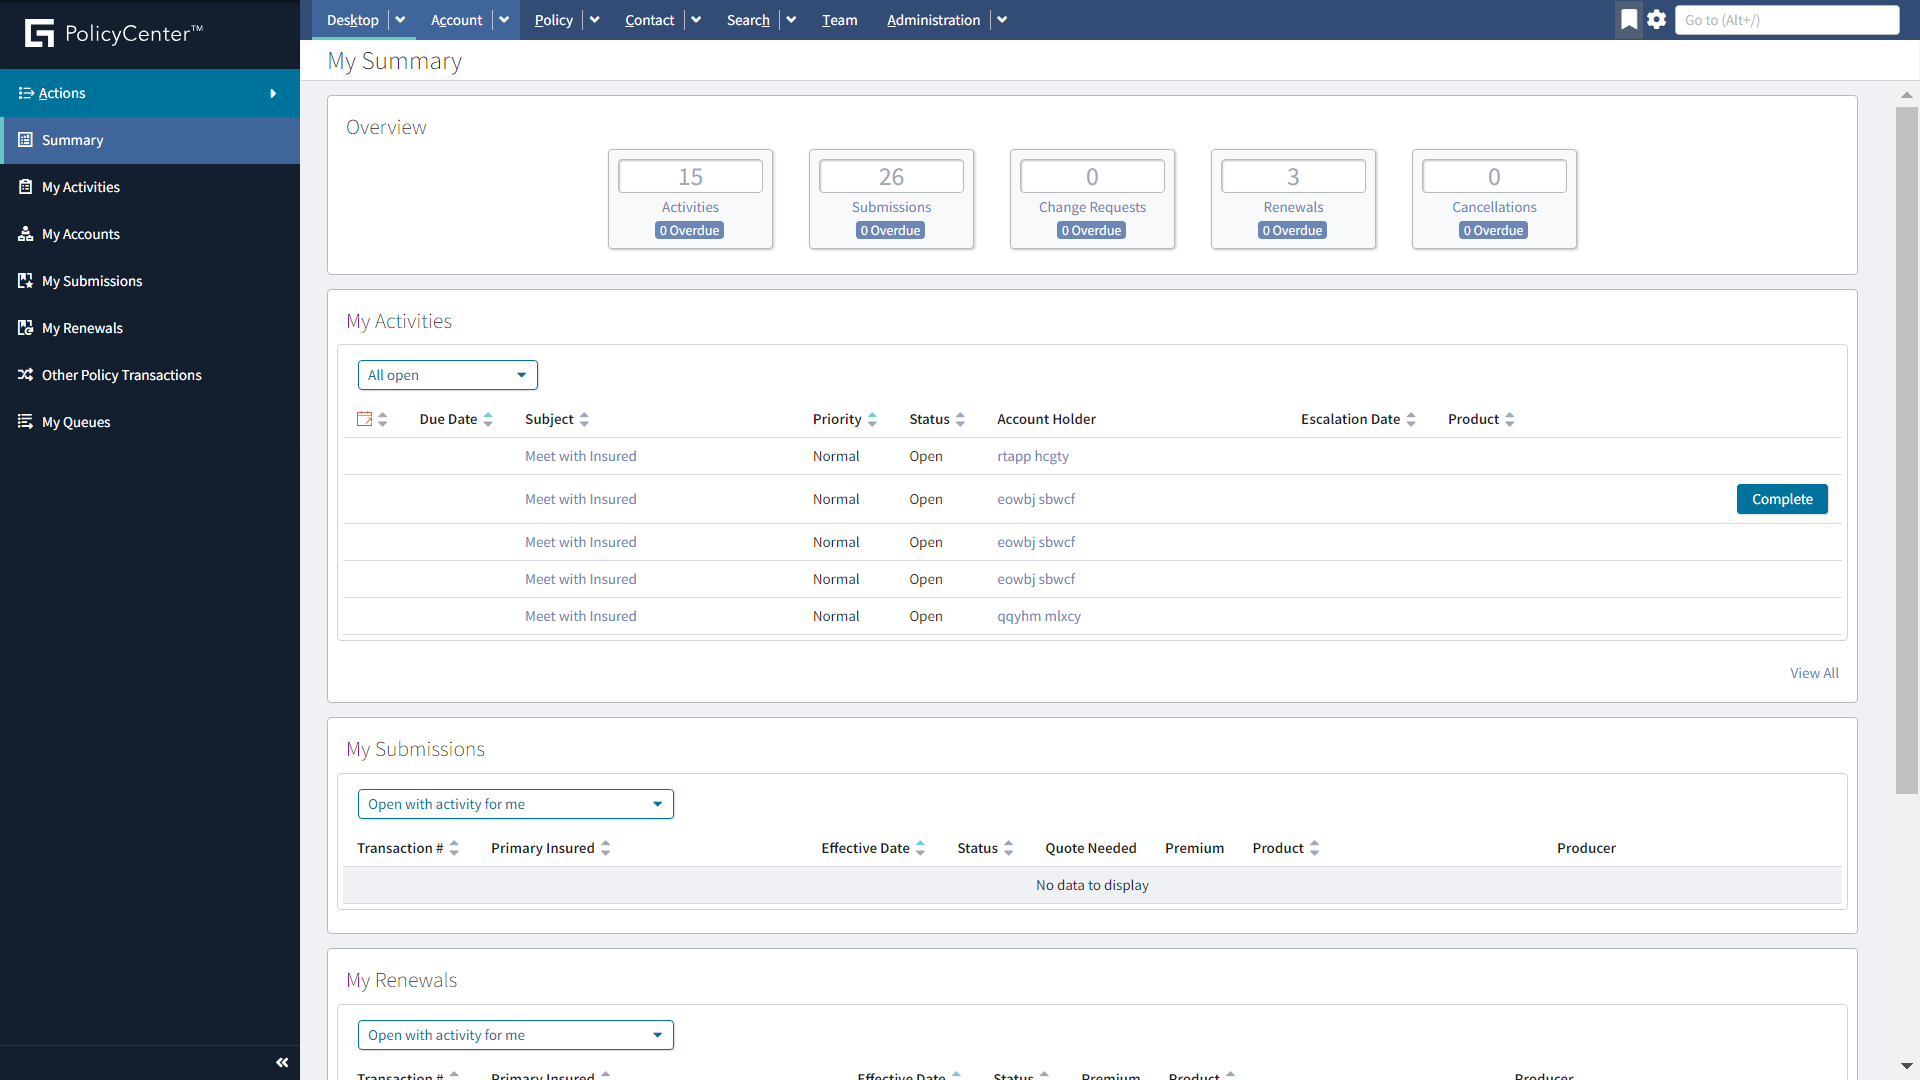 PolicyCenter™
Desktop Account Policy Contact Search Team Administration Go to (Alt+/)
Actions
Summary
My Activities
My Accounts
My Submissions
My Renewals
Other Policy Transactions
My Queues
My Summary
Overview
15 26 0 3 0
Activities Submissions Change Requests Renewals Cancellations
0 Overdue 0 Overdue 0 Overdue 0 Overdue 0 Overdue
My Activities
All open
Due Date Subject Priority Status Account Holder Escalation Date Product
Meet with Insured Normal Open rtapp hcgty
Meet with Insured Normal Open eowbj sbwcf Complete
Meet with Insured Normal Open eowbj sbwcf
Meet with Insured Normal Open eowbj sbwcf
Meet with Insured Normal Open qqyhm mlxcy
View All
My Submissions
Open with activity for me
Transaction # Primary Insured Effective Date Status Quote Needed Premium Product Producer
No data to display
My Renewals
Open with activity for me
Transaction # Primary Insured Effective Date Status Premium Product Producer